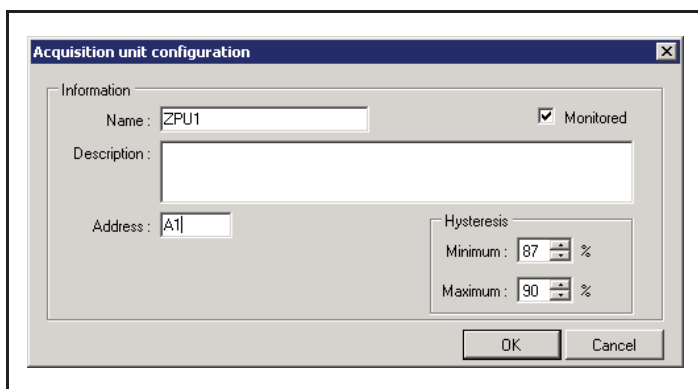 Acquisition unit configuration
Information
Name : ZPU1
Monitored
Description :
Address : A1
Hysteresis
Minimum : 87 %
Maximum : 90 %
OK Cancel